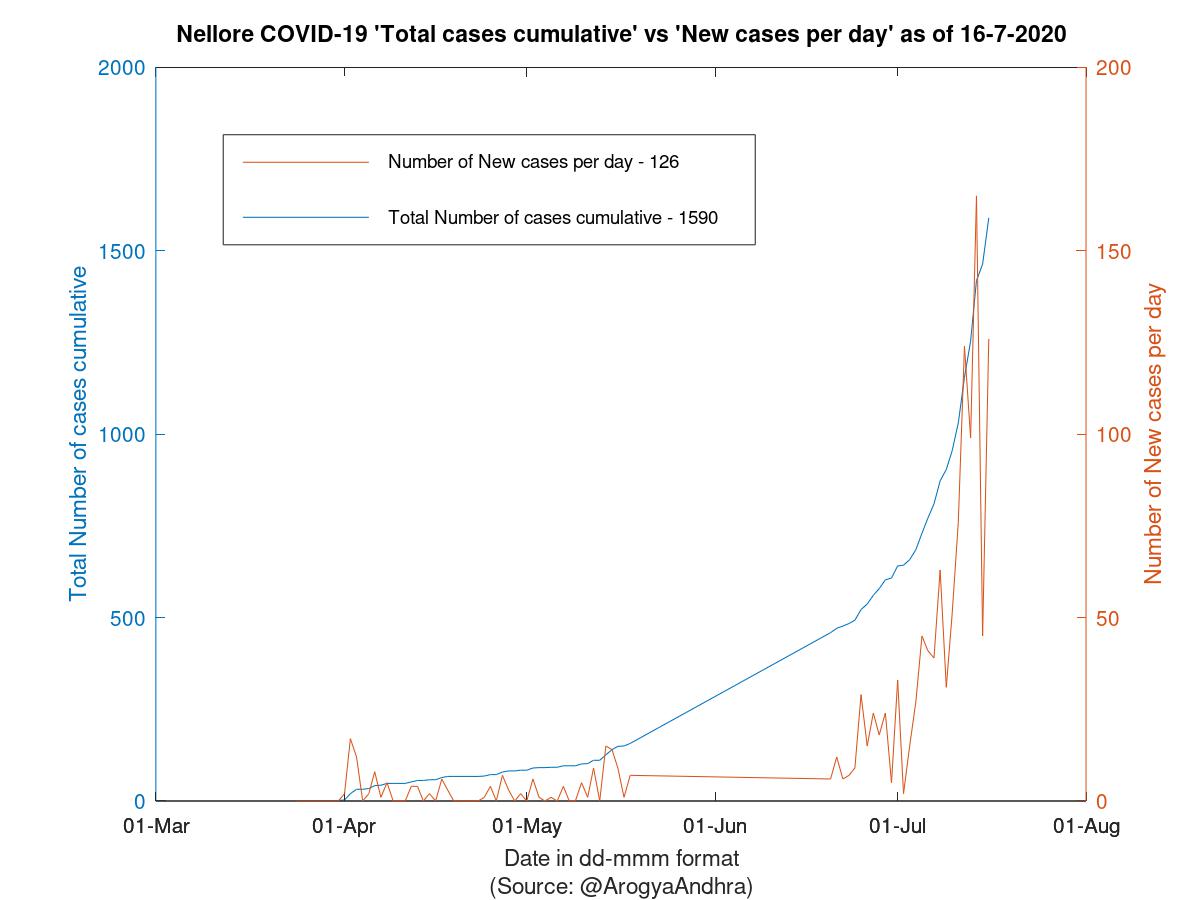 Nellore COVID-19 'Total cases cumulative' vs 'New cases per day' as of 16-7-2020
2000
200
Number of New cases per day - 126
Total Number of cases cumulative - 1590
1500
150
Total Number of cases cumulative
Number of New cases per day
1000
100
500
50
0
0
01-Mar
01-Apr
01-May
01-Jun
01-Jul
01-Aug
Date in dd-mmm format
(Source: @ArogyaAndhra)